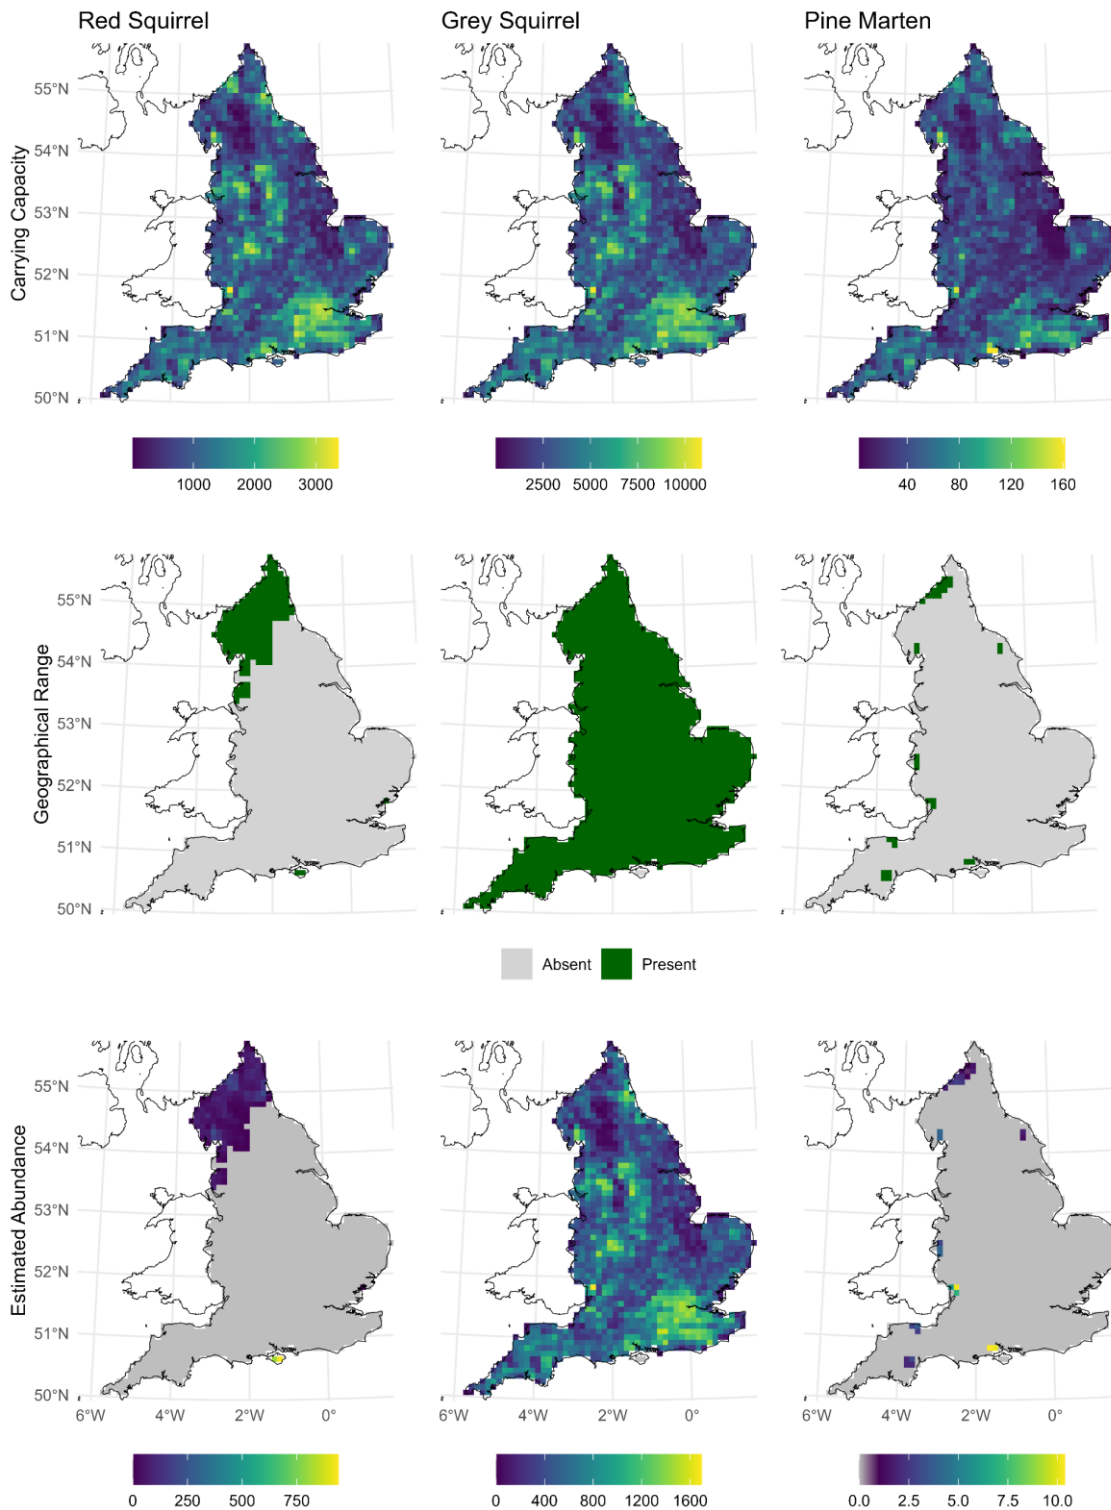 Red Squirrel
Grey Squirrel
Pine Marten
Carrying Capacity
55°N
54°N
53°N
52°N
51°N
50°N
1000 2000 3000
2500 5000 7500 10000
40 80 120 160
Geographical Range
55°N
54°N
53°N
52°N
51°N
50°N
Absent Present
Estimated Abundance
55°N
54°N
53°N
52°N
51°N
50°N
6°W 4°W 2°W 0°
6°W 4°W 2°W 0°
6°W 4°W 2°W 0°
0 250 500 750
0 400 800 1200 1600
0.0 2.5 5.0 7.5 10.0